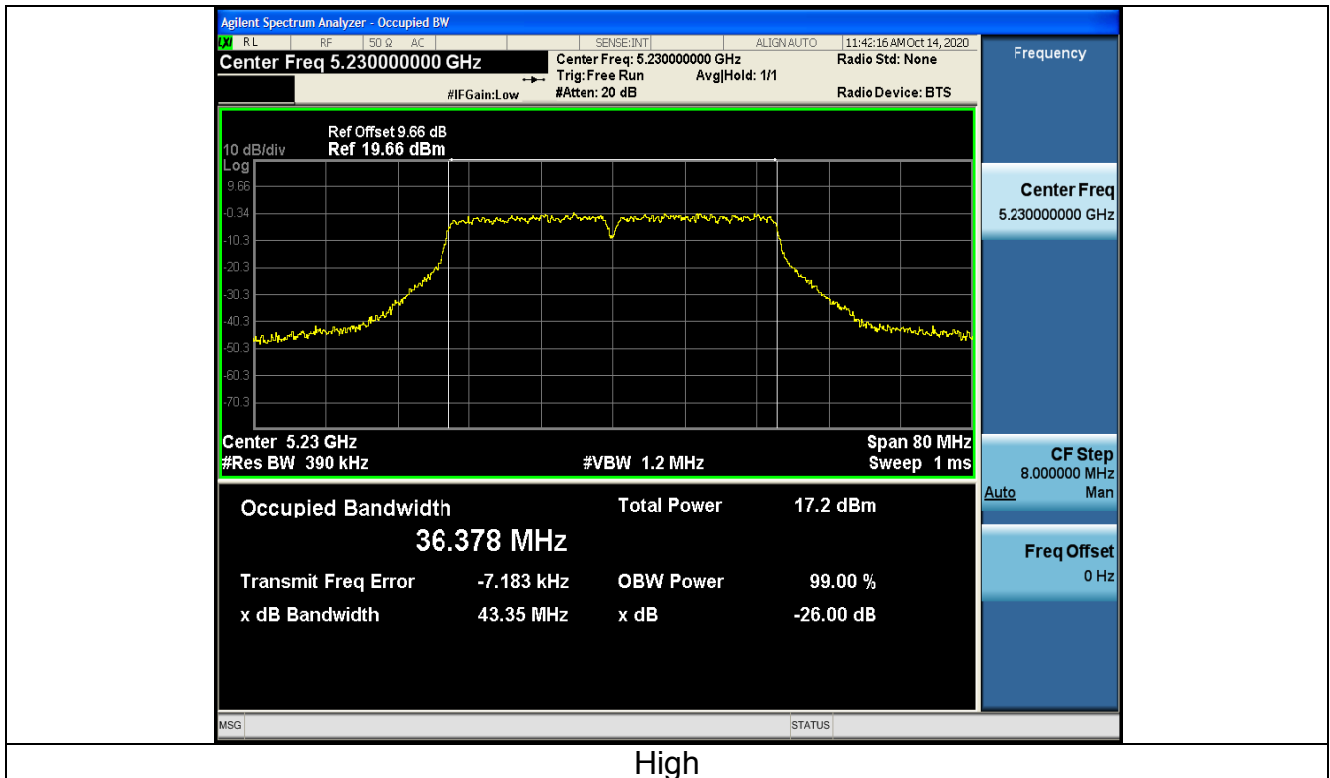 Agilent Spectrum Analyzer - Occupied BW
LXI RL RF 50 Ω AC SENSE:INT ALIGN AUTO 11:42:16 AM Oct 14, 2020
Center Freq 5.230000000 GHz
Center Freq: 5.230000000 GHz
Radio Std: None
Trig: Free Run Avg|Hold: 1/1
#IFGain:Low #Atten: 20 dB Radio Device: BTS
Ref Offset 9.66 dB
10 dB/div Ref 19.66 dBm
Log
9.66
-0.34
-10.3
-20.3
-30.3
-40.3
-50.3
-60.3
-70.3
Center 5.23 GHz Span 80 MHz
#Res BW 390 kHz #VBW 1.2 MHz Sweep 1 ms
Occupied Bandwidth Total Power 17.2 dBm
36.378 MHz
Transmit Freq Error -7.183 kHz OBW Power 99.00 %
x dB Bandwidth 43.35 MHz x dB -26.00 dB
MSG STATUS
Frequency
Center Freq
5.230000000 GHz
CF Step
8.000000 MHz
Auto Man
Freq Offset
0 Hz
High